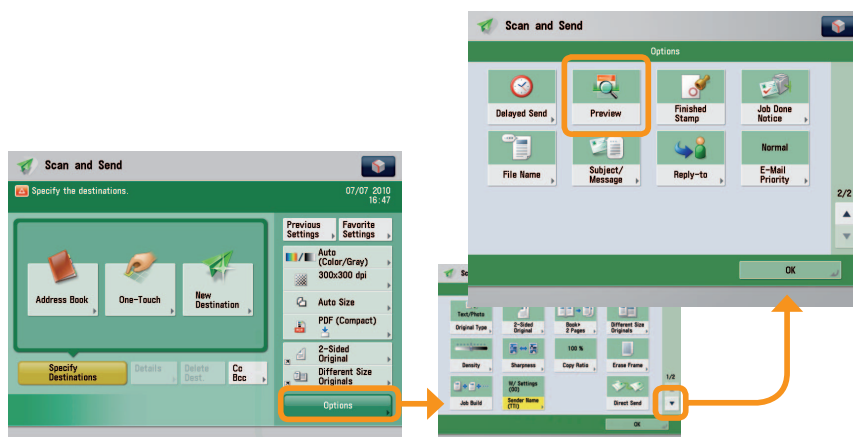 Scan and Send
Specify the destinations.
07/07 2010
16:47
Address Book
One-Touch
New
Destination
Specify
Destinations
Details
Delete
Dest.
Cc
Bcc
Previous
Settings
Favorite
Settings
Auto
(Color/Gray)
300x300 dpi
Auto Size
PDF (Compact)
2-Sided
Original
Different Size
Originals
Options
Text/Photo
Original Type
2-Sided
Original
Book▸
2 Pages
Different Size
Originals
Density
Sharpness
100 %
Copy Ratio
Erase Frame
Job Build
W/ Settings
(00)
Sender Name
(TTI)
Direct Send
1/2
OK
Scan and Send
Options
Delayed Send
Preview
Finished
Stamp
Job Done
Notice
File Name
Subject/
Message
Reply-to
Normal
E-Mail
Priority
2/2
OK